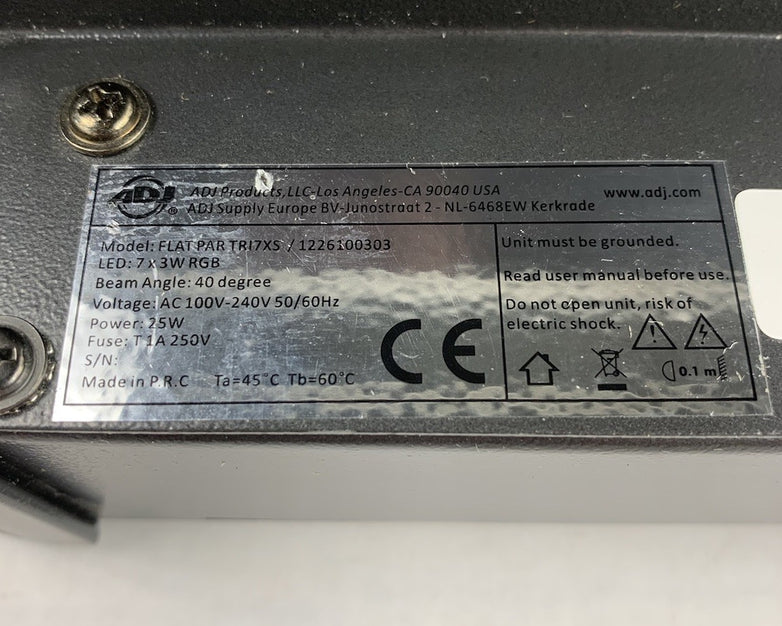 ADJ ®
ADJ Products,LLC-Los Angeles-CA 90040 USA
ADJ Supply Europe BV-Junostraat 2 - NL-6468EW Kerkrade
www.adj.com
Model: FLAT PAR TRI7XS / 1226100303
LED: 7 x 3W RGB
Beam Angle: 40 degree
Voltage: AC 100V-240V 50/60Hz
Power: 25W
Fuse: T 1A 250V
S/N:
Made in P.R.C Ta=45°C Tb=60°C
CE
Unit must be grounded.
Read user manual before use.
Do not open unit, risk of
electric shock.
0.1 m